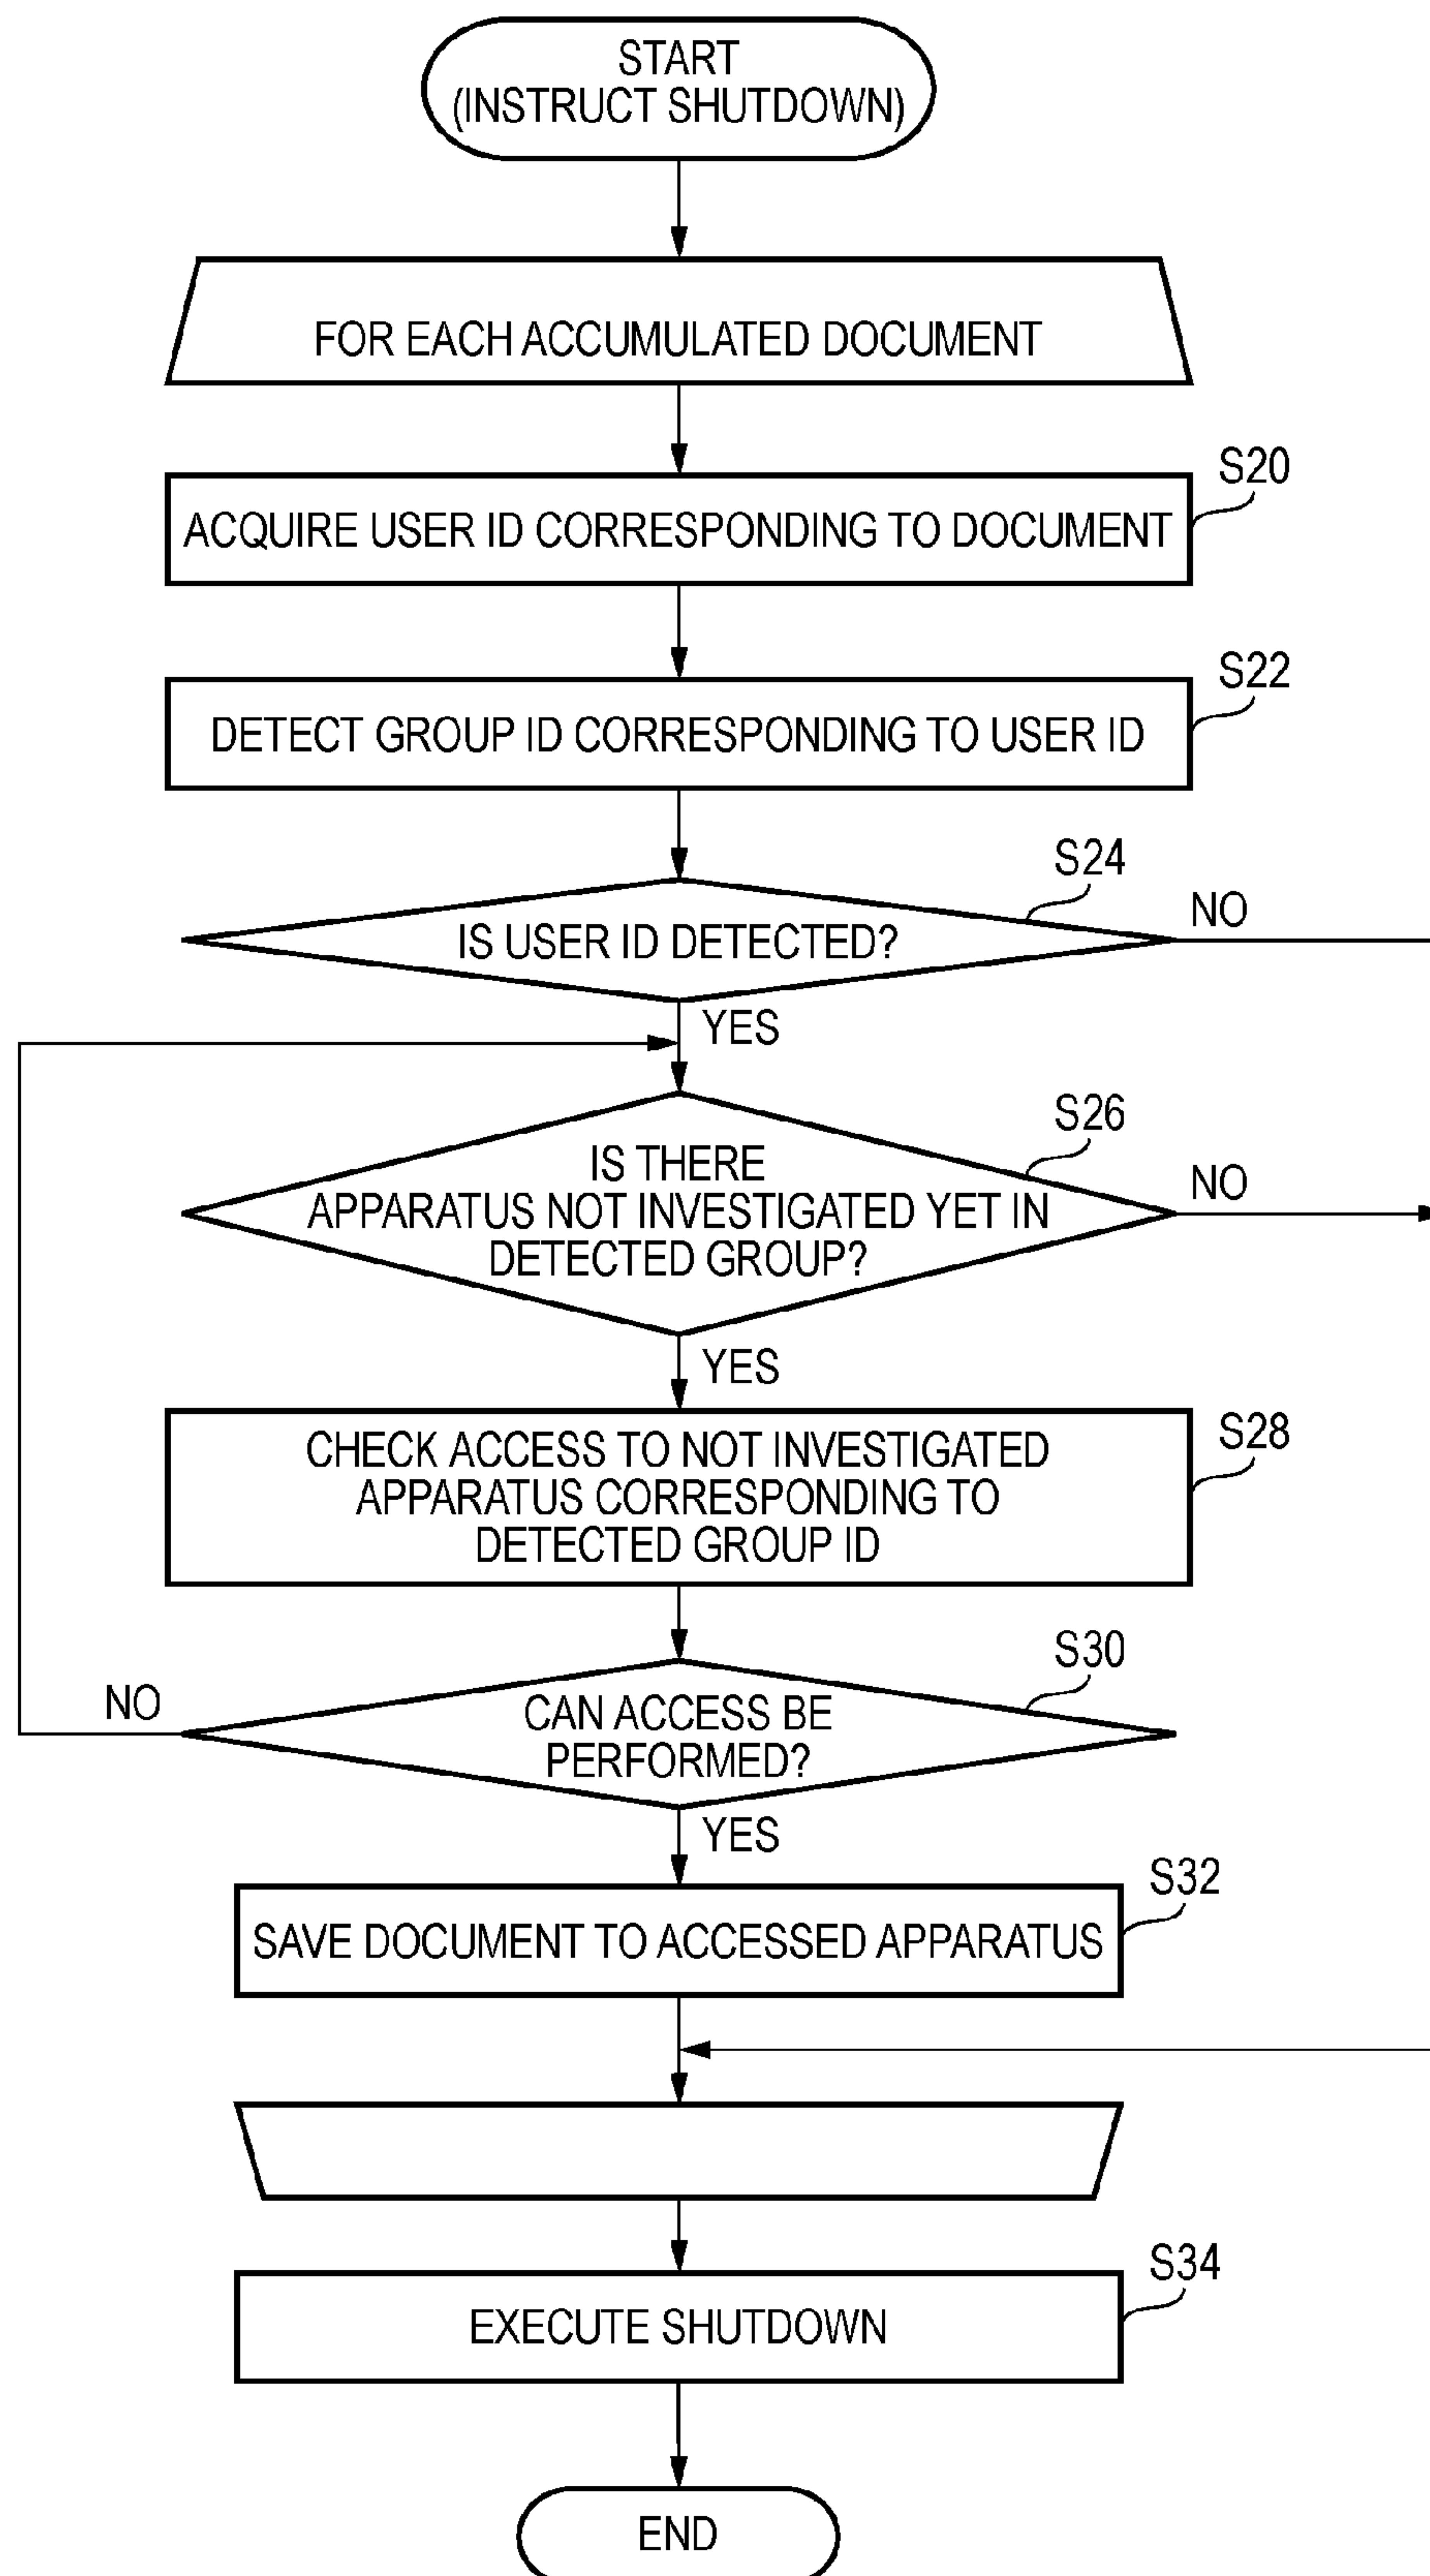 START
(INSTRUCT SHUTDOWN)
FOR EACH ACCUMULATED DOCUMENT
S20
ACQUIRE USER ID CORRESPONDING TO DOCUMENT
S22
DETECT GROUP ID CORRESPONDING TO USER ID
S24
NO
IS USER ID DETECTED?
YES
S26
IS THERE
NO
APPARATUS NOT INVESTIGATED YET IN
DETECTED GROUP?
YES
S28
CHECK ACCESS TO NOT INVESTIGATED
APPARATUS CORRESPONDING TO
DETECTED GROUP ID
S30
NO
CAN ACCESS BE
PERFORMED?
YES
S32
SAVE DOCUMENT TO ACCESSED APPARATUS
S34
EXECUTE SHUTDOWN
END